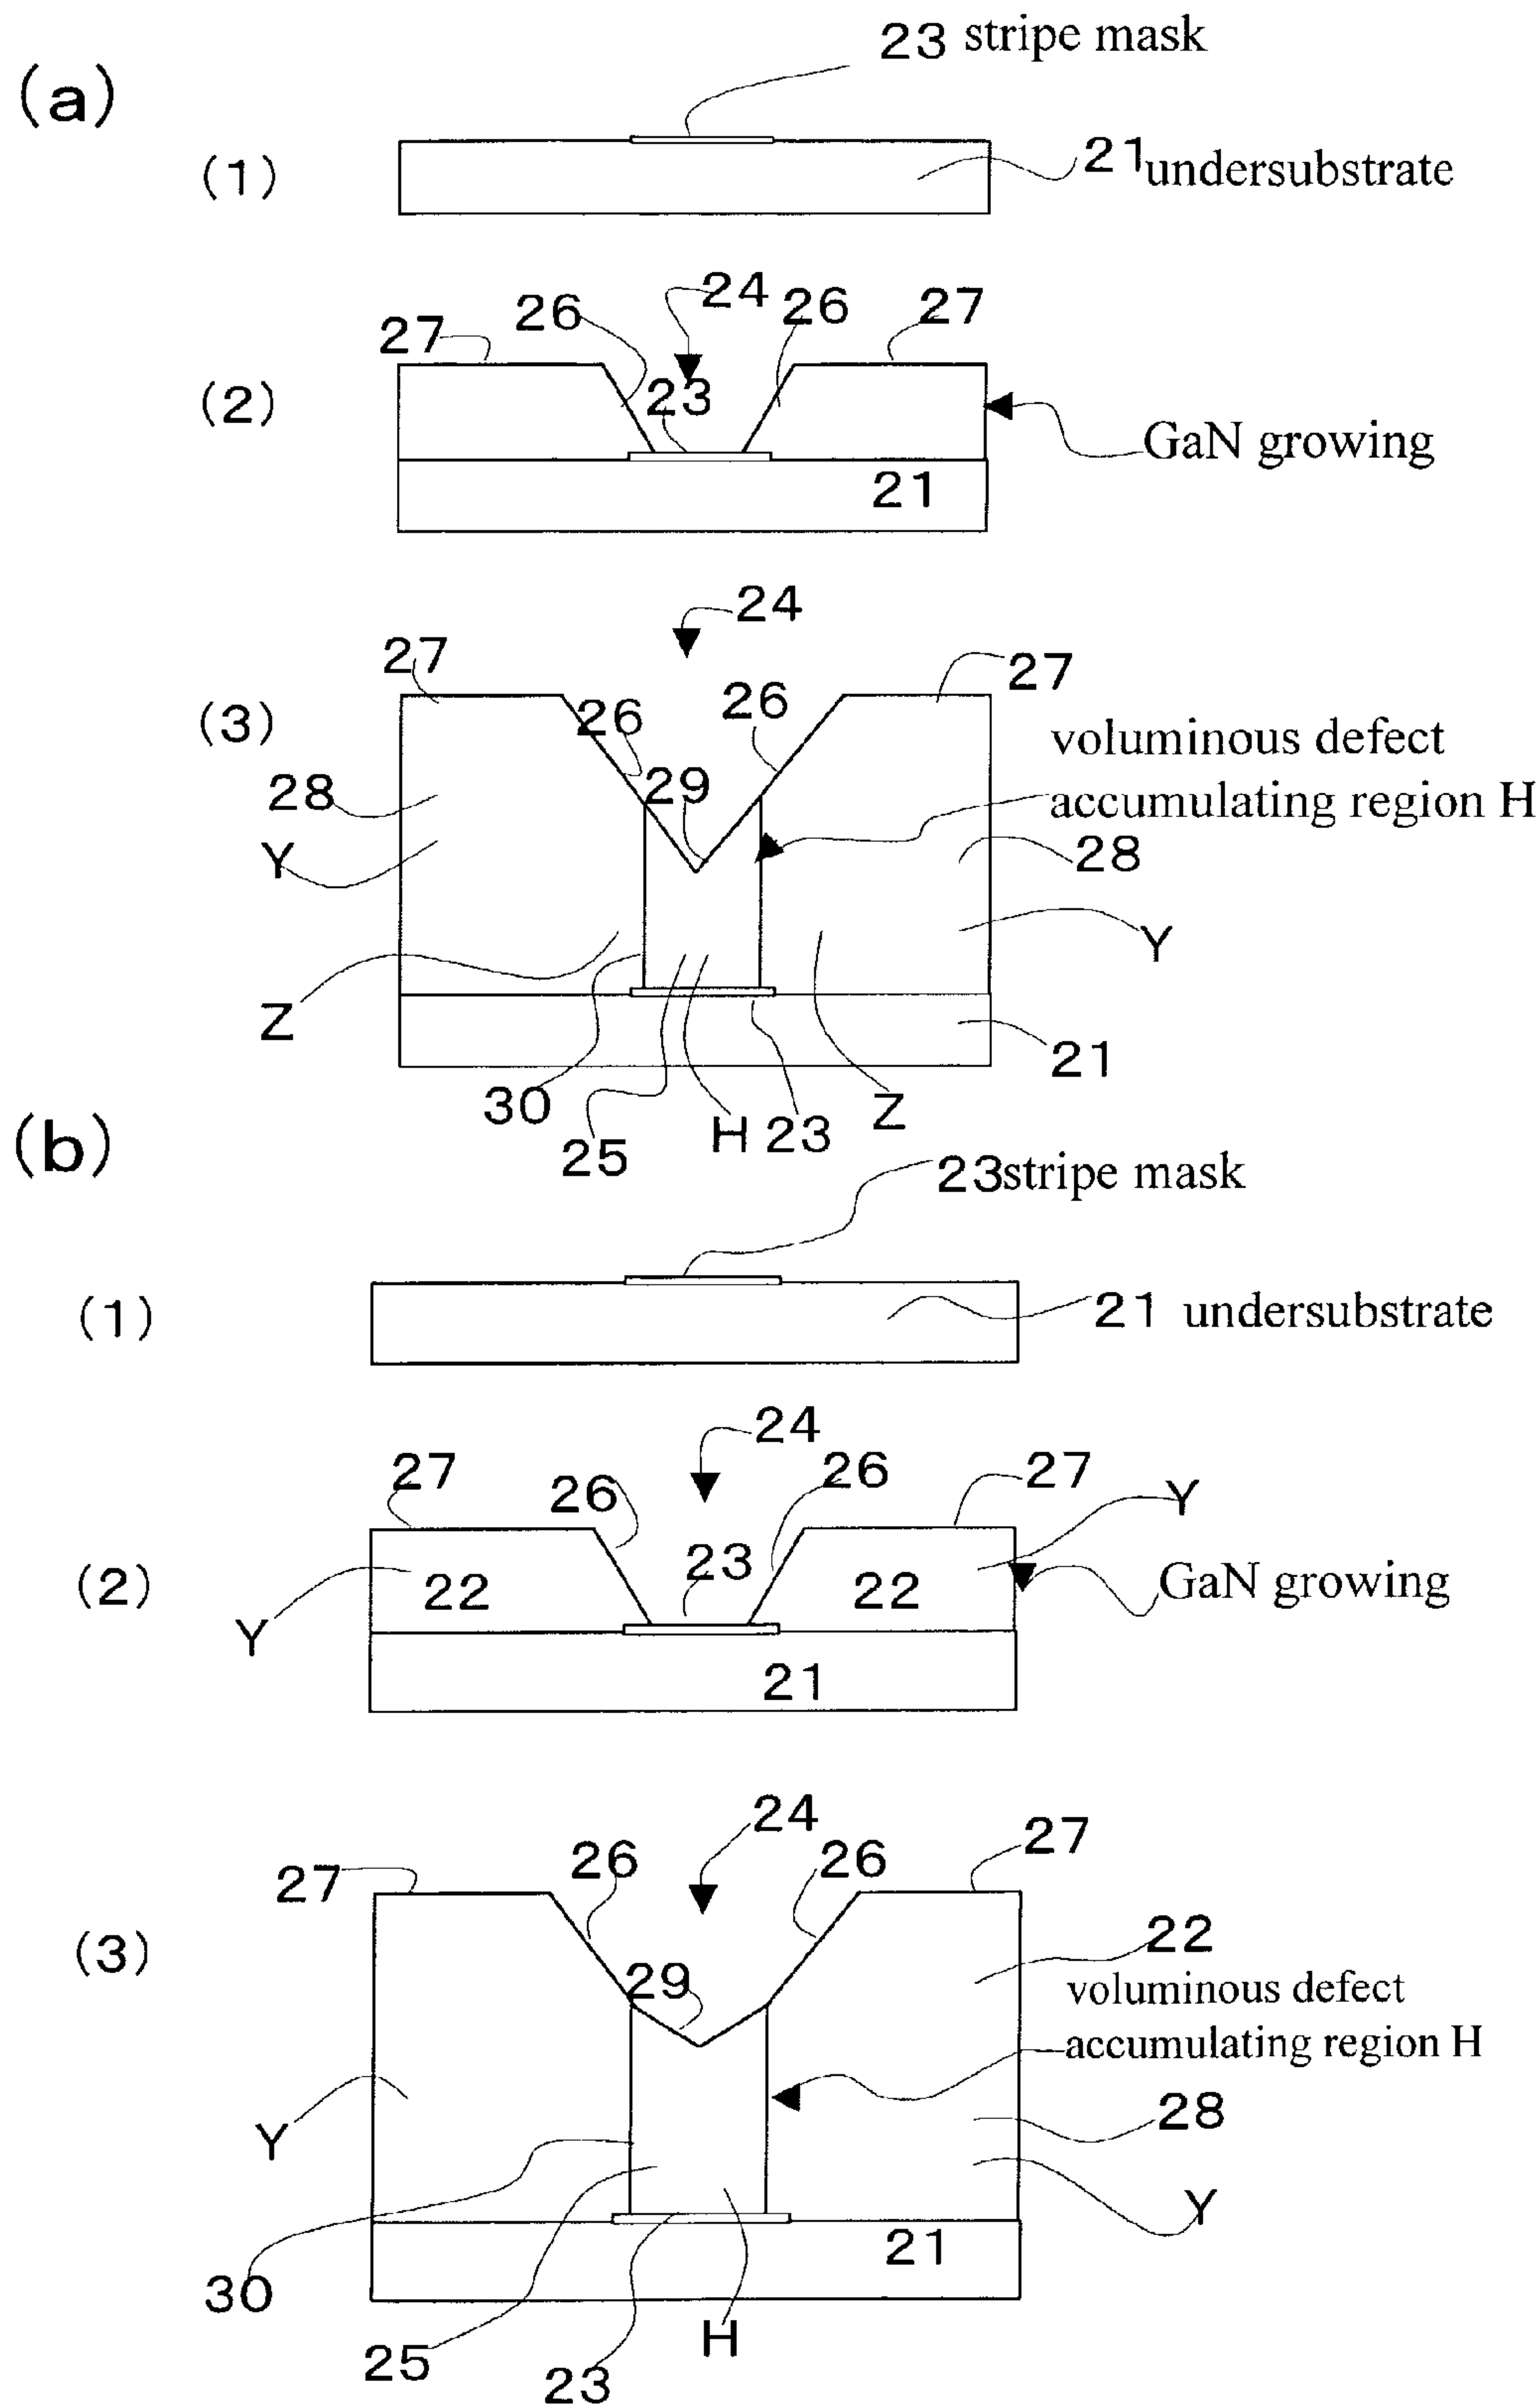 (a)
23 stripe mask
(1)
21 undersubstrate
24
26
26
27
27
(2)
23
GaN growing
21
24
27
27
(3)
26
26
voluminous defect
accumulating region H
28
29
28
Y
Y
Z
21
30
Z
25
H
23
(b)
23 stripe mask
(1)
21 undersubstrate
24
27
26
26
27
Y
(2)
22
23
22
GaN growing
Y
21
24
27
26
26
27
(3)
22
29
voluminous defect
accumulating region H
Y
28
Y
21
30
25
H
23